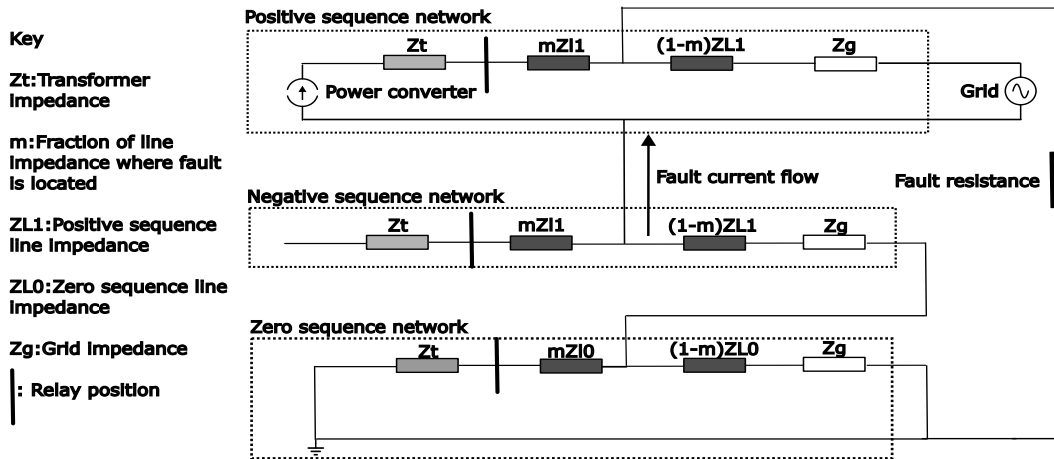 Key
Zt:Transformer
impedance
m:Fraction of line
impedance where fault
is located
ZL1:Positive sequence
line impedance
ZL0:Zero sequence line
impedance
Zg:Grid impedance
: Relay position
Positive sequence network
Zt
mZl1
(1-m)ZL1
Zg
Power converter
Grid
Fault current flow
Fault resistance
Negative sequence network
Zt
mZl1
(1-m)ZL1
Zg
Zero sequence network
Zt
mZl0
(1-m)ZL0
Zg